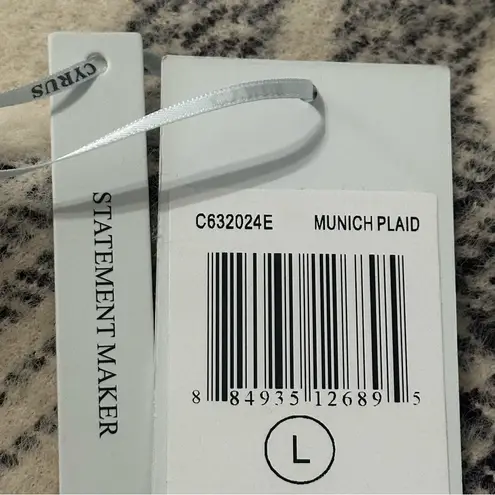 CYRUS
STATEMENT MAKER
C632024E MUNICH PLAID
8 84935 12689 5
L